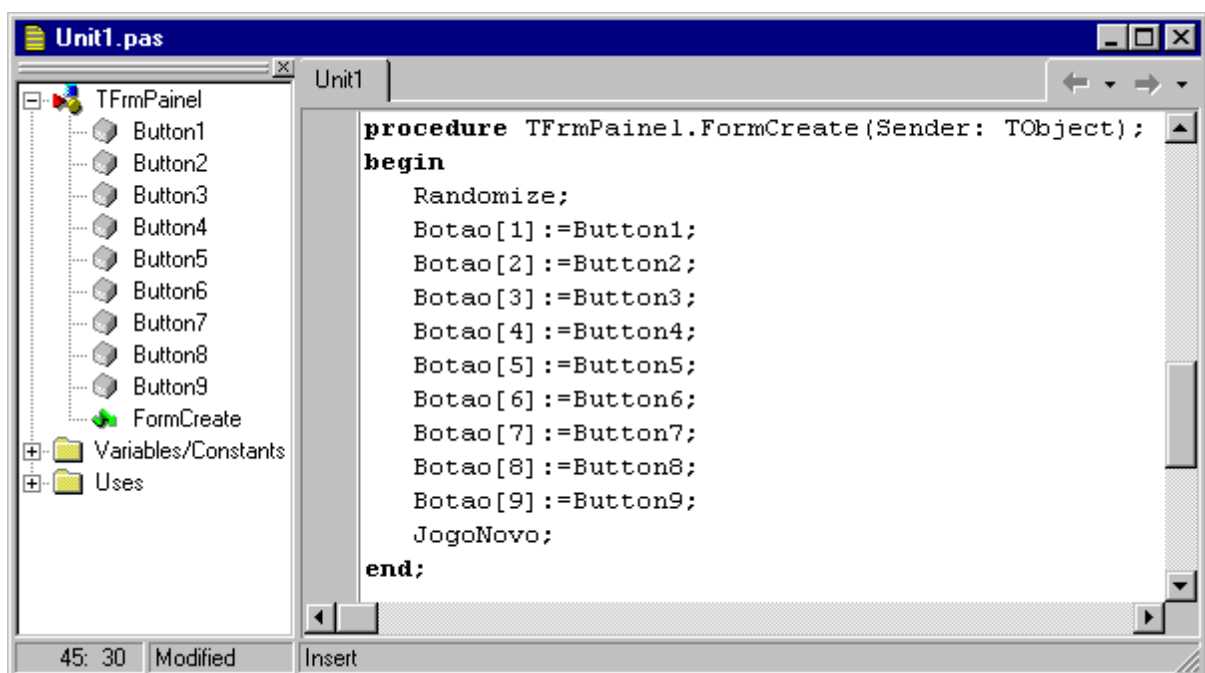 Unit1.pas
TFrmPainel
Button1
Button2
Button3
Button4
Button5
Button6
Button7
Button8
Button9
FormCreate
Variables/Constants
Uses
Unit1
procedure TFrmPainel.FormCreate(Sender: TObject);
begin
Randomize;
Botao[1]:=Button1;
Botao[2]:=Button2;
Botao[3]:=Button3;
Botao[4]:=Button4;
Botao[5]:=Button5;
Botao[6]:=Button6;
Botao[7]:=Button7;
Botao[8]:=Button8;
Botao[9]:=Button9;
JogoNovo;
end;
45: 30 Modified Insert